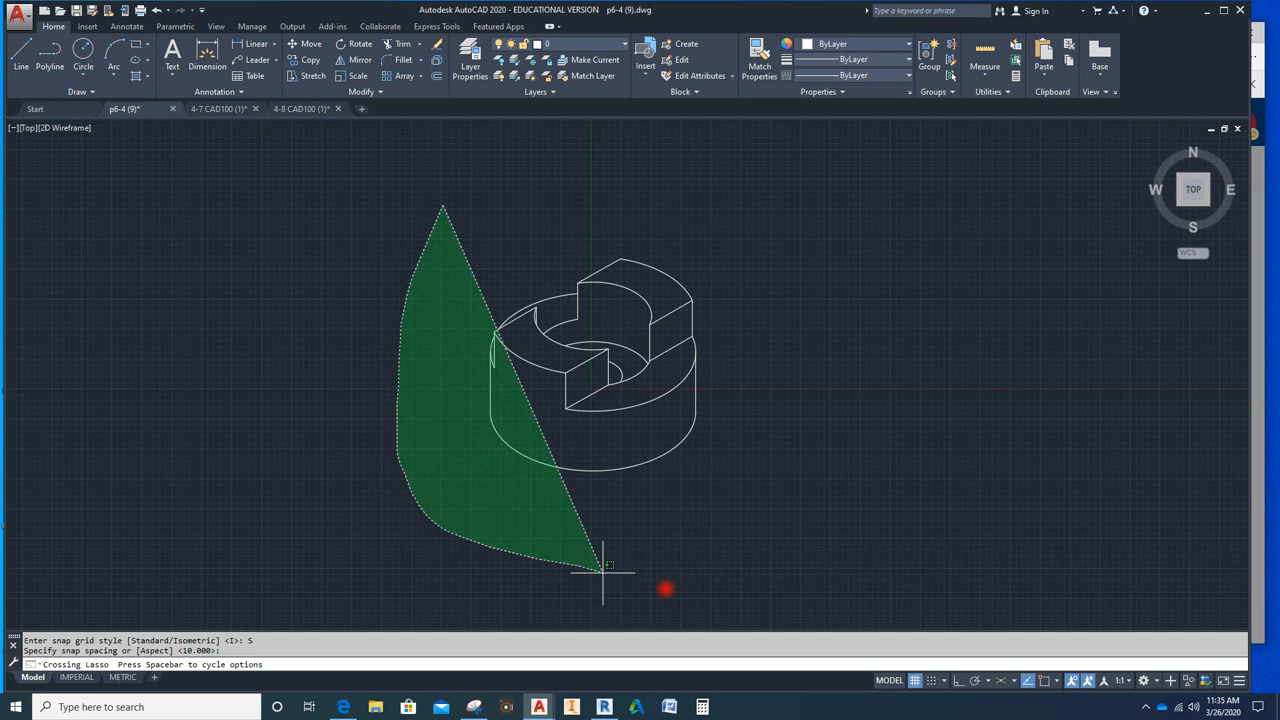 Autodesk AutoCAD 2020 - EDUCATIONAL VERSION p6-4 (9).dwg
Type a keyword or phrase
Sign In
Home Insert Annotate Parametric View Manage Output Add-ins Collaborate Express Tools Featured Apps
Line Polyline Circle Arc
Text Dimension
Linear
Leader
Table
Move Rotate Trim
Copy Mirror Fillet
Stretch Scale Array
Layer Properties
0
Make Current
Match Layer
Insert
Create
Edit
Edit Attributes
Match Properties
ByLayer
ByLayer
ByLayer
Group
Measure
Paste
Base
Draw Modify Annotation Layers Block Properties Groups Utilities Clipboard View
Start p6-4 (9)* 4-7 CAD100 (1)* 4-8 CAD100 (1)*
[−][Top][2D Wireframe]
N
W TOP E
S
WCS
Enter snap grid style [Standard/Isometric] <I>: S
Specify snap spacing or [Aspect] <10.000>:
Crossing Lasso Press Spacebar to cycle options
Model IMPERIAL METRIC
MODEL 1:1
Type here to search
11:35 AM
3/26/2020